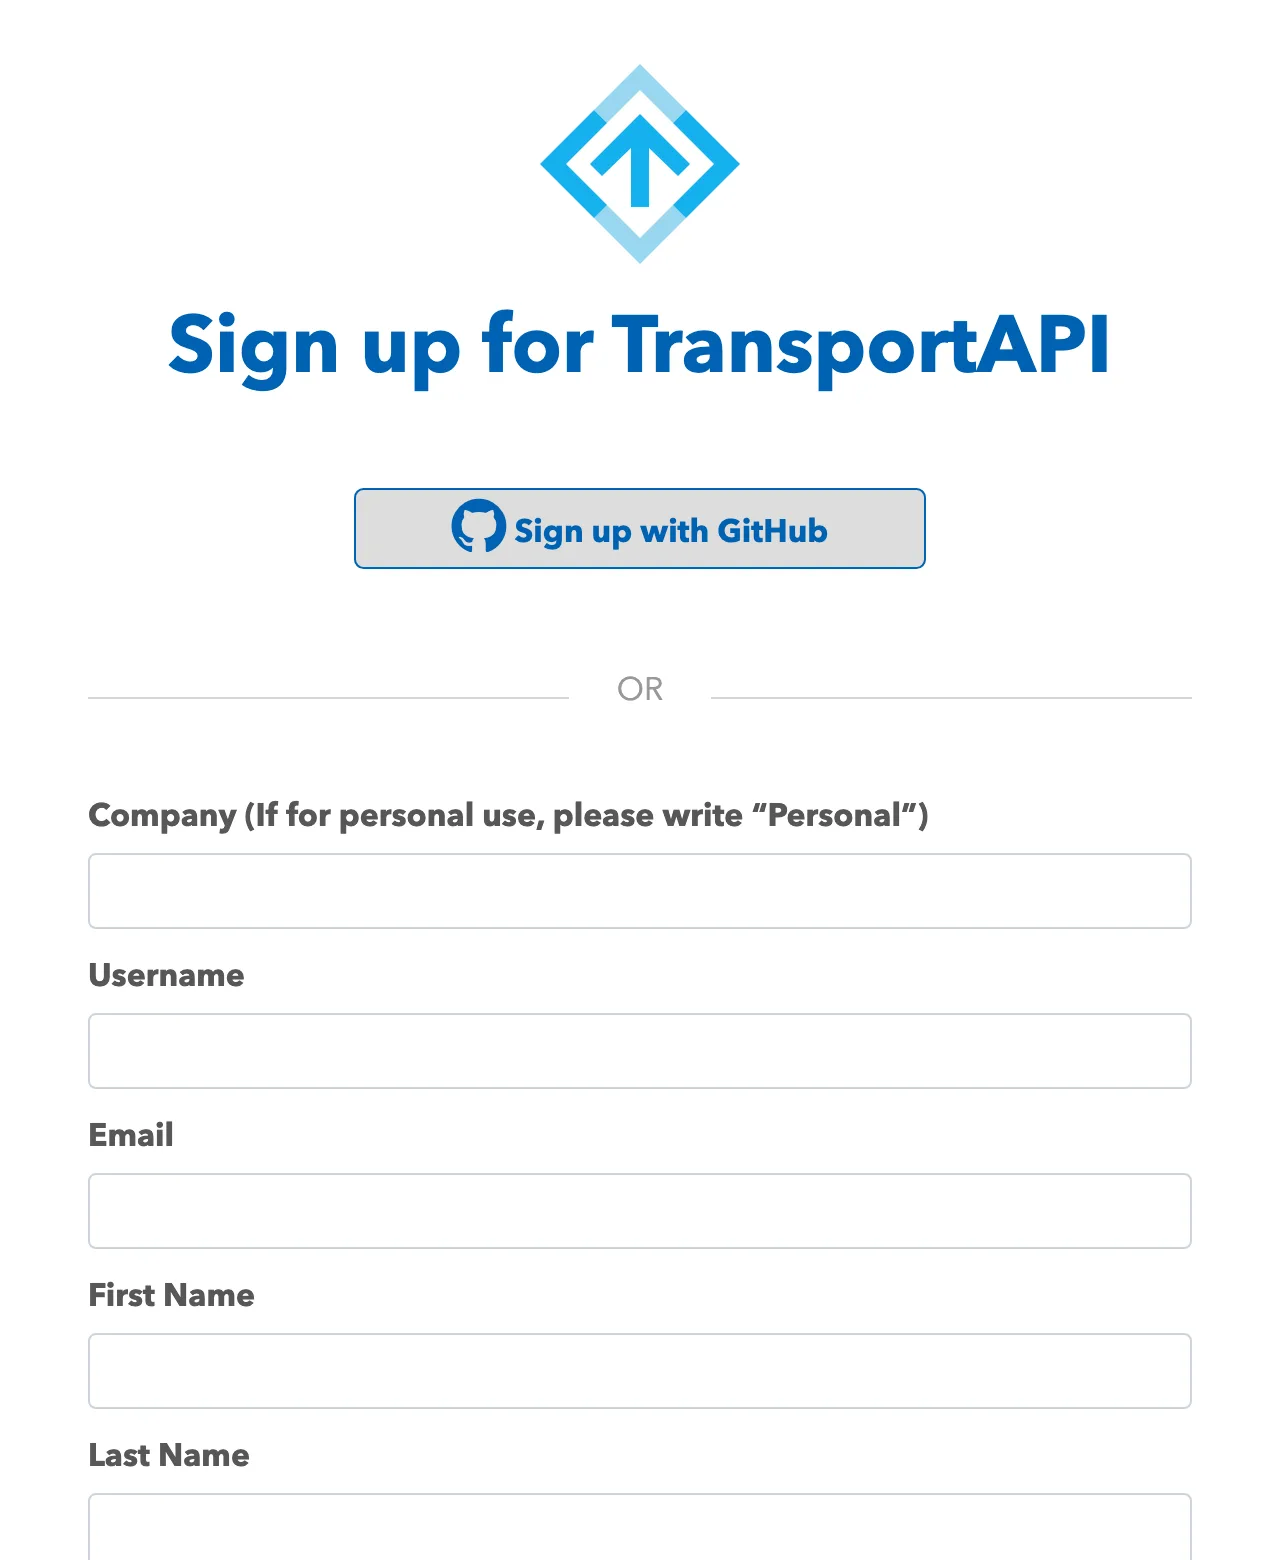 Sign up for TransportAPI
Sign up with GitHub
OR
Company (If for personal use, please write “Personal”)
Username
Email
First Name
Last Name